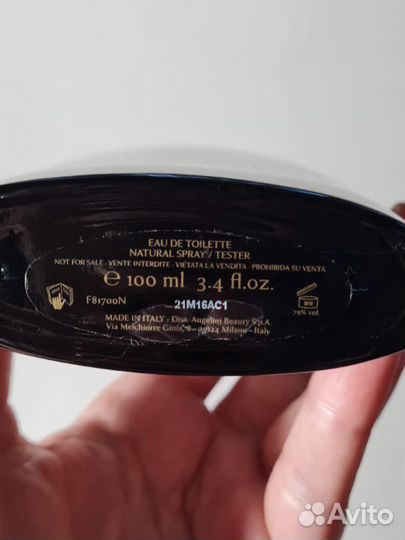 EAU DE TOILETTE
NATURAL SPRAY / TESTER
NOT FOR SALE - VENTE INTERDITE - VIETATA LA VENDITA - PROHIBIDA SU VENTA
℮ 100 ml 3.4 fl.oz.
F81700N 21M16AC1 79% vol.
MADE IN ITALY - Dist. Angelini Beauty S.p.A
Via Melchiorre Gioia, 8 - 20124 Milano - Italy
Avito